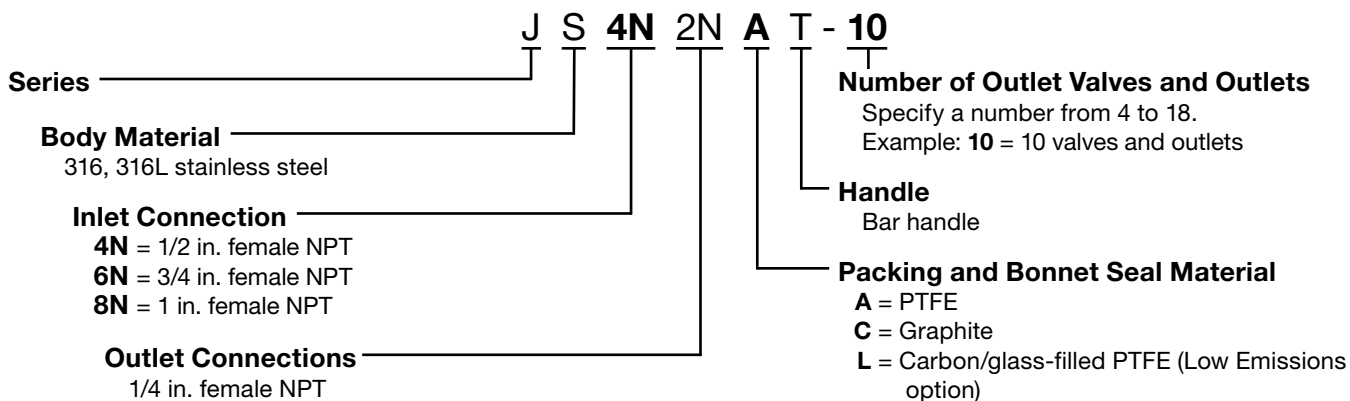 J S 4N 2N A T - 10
Series
Body Material
316, 316L stainless steel
Inlet Connection
4N = 1/2 in. female NPT
6N = 3/4 in. female NPT
8N = 1 in. female NPT
Outlet Connections
1/4 in. female NPT
Number of Outlet Valves and Outlets
Specify a number from 4 to 18.
Example: 10 = 10 valves and outlets
Handle
Bar handle
Packing and Bonnet Seal Material
A = PTFE
C = Graphite
L = Carbon/glass-filled PTFE (Low Emissions
option)